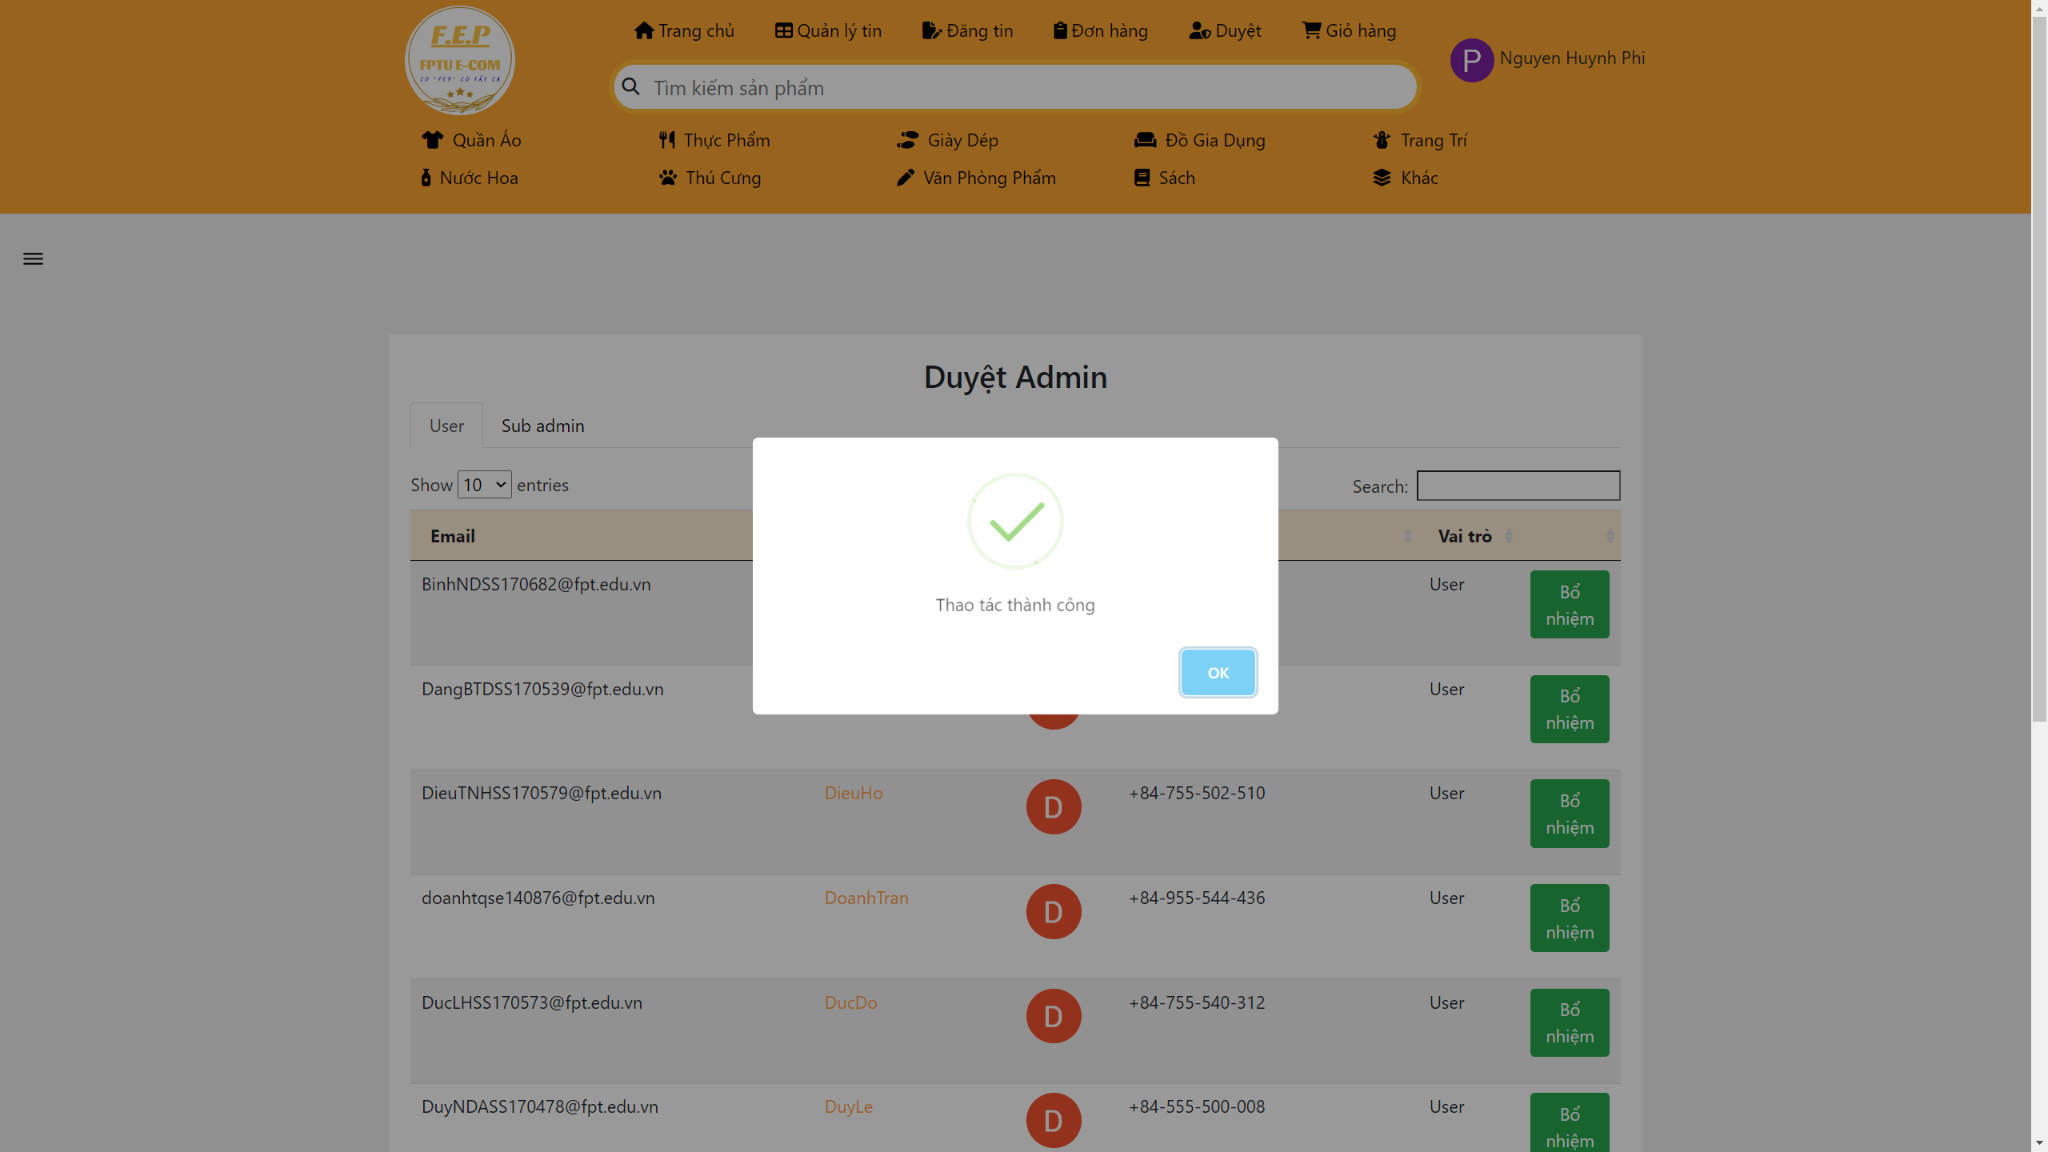 F.E.P
FPTU E-COM
CÓ "FEP" CÓ TẤT CẢ
Trang chủ Quản lý tin Đăng tin Đơn hàng Duyệt Giỏ hàng
P Nguyen Huynh Phi
Tìm kiếm sản phẩm
Quần Áo Thực Phẩm Giày Dép Đồ Gia Dụng Trang Trí
Nước Hoa Thú Cưng Văn Phòng Phẩm Sách Khác
Duyệt Admin
User Sub admin
Show 10 entries Search:
Email Vai trò
BinhNDSS170682@fpt.edu.vn User Bổ
nhiệm
Thao tác thành công
OK
DangBTDSS170539@fpt.edu.vn User Bổ
nhiệm
DieuTNHSS170579@fpt.edu.vn DieuHo D +84-755-502-510 User Bổ
nhiệm
doanhtqse140876@fpt.edu.vn DoanhTran D +84-955-544-436 User Bổ
nhiệm
DucLHSS170573@fpt.edu.vn DucDo D +84-755-540-312 User Bổ
nhiệm
DuyNDASS170478@fpt.edu.vn DuyLe D +84-555-500-008 User Bổ
nhiệm